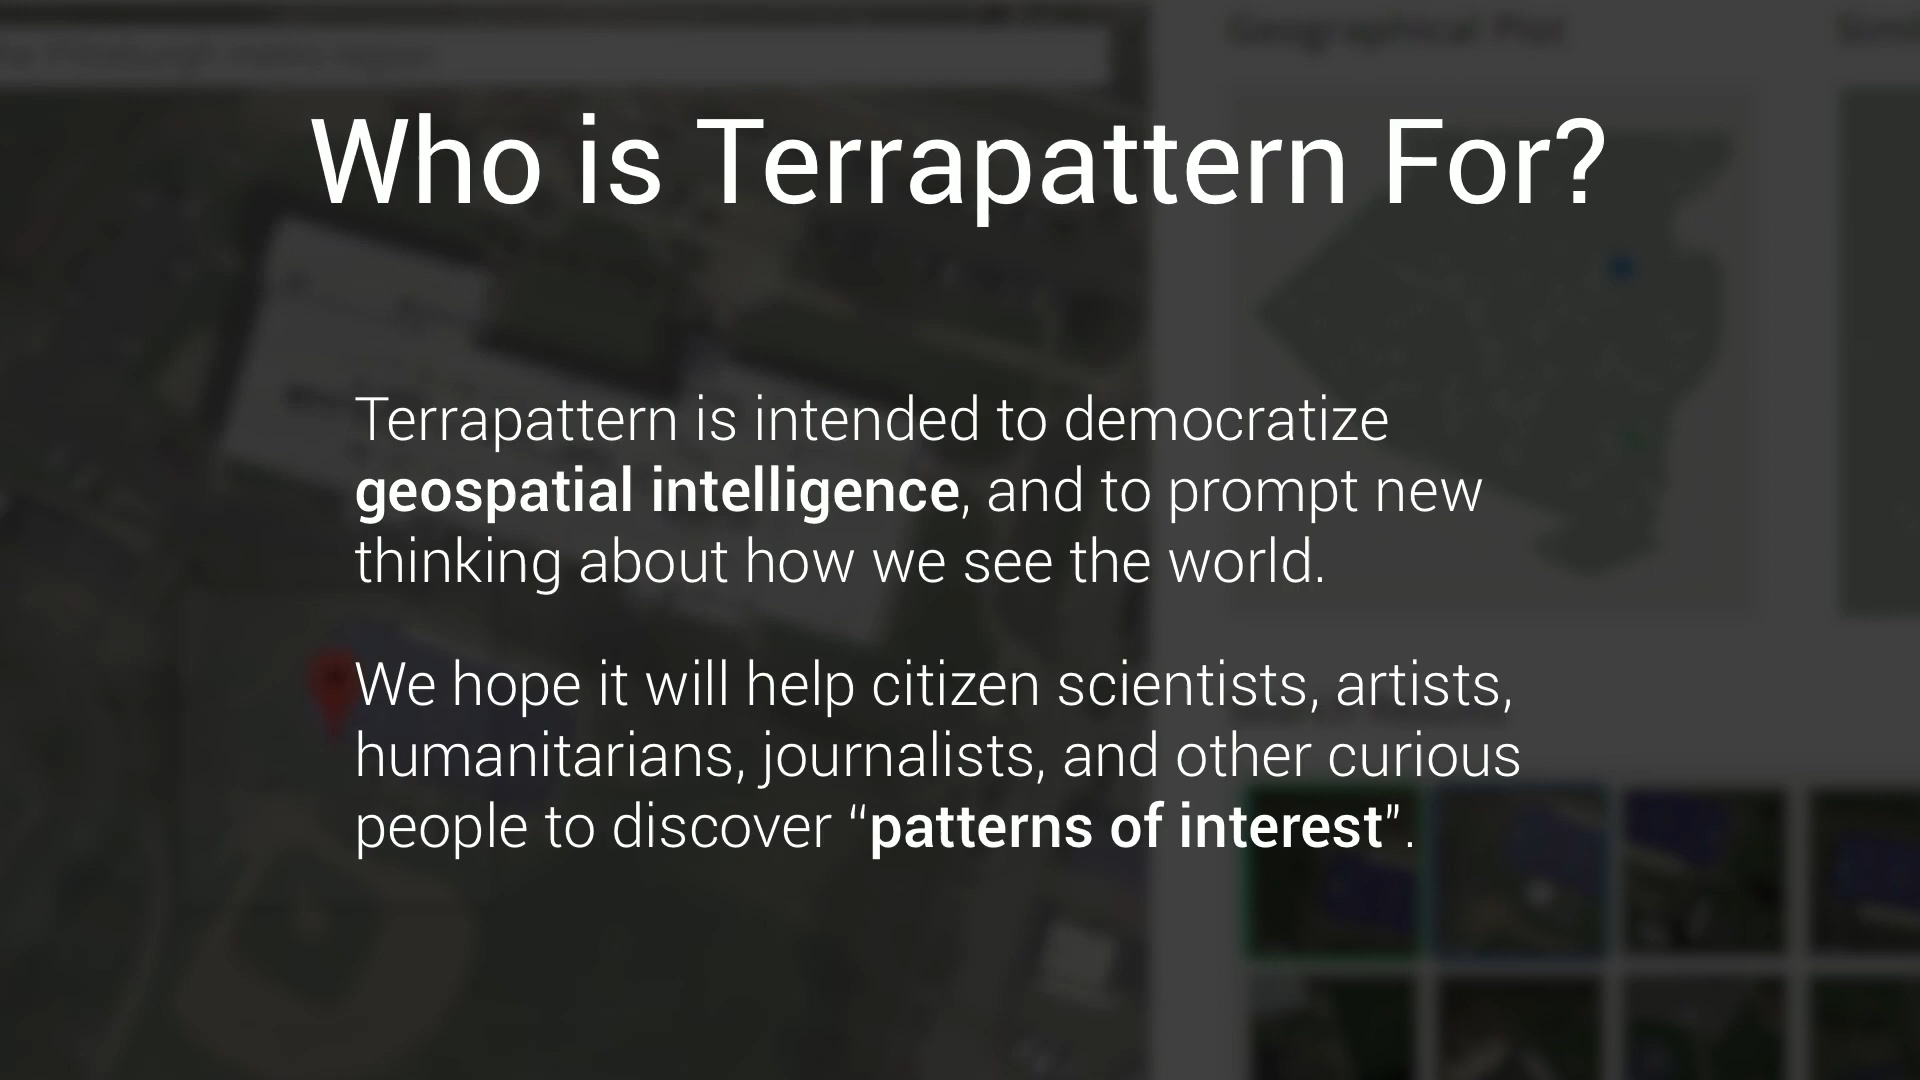 Geographical Plot
Who is Terrapattern For?
Terrapattern is intended to democratize
geospatial intelligence, and to prompt new
thinking about how we see the world.
We hope it will help citizen scientists, artists,
humanitarians, journalists, and other curious
people to discover “patterns of interest”.